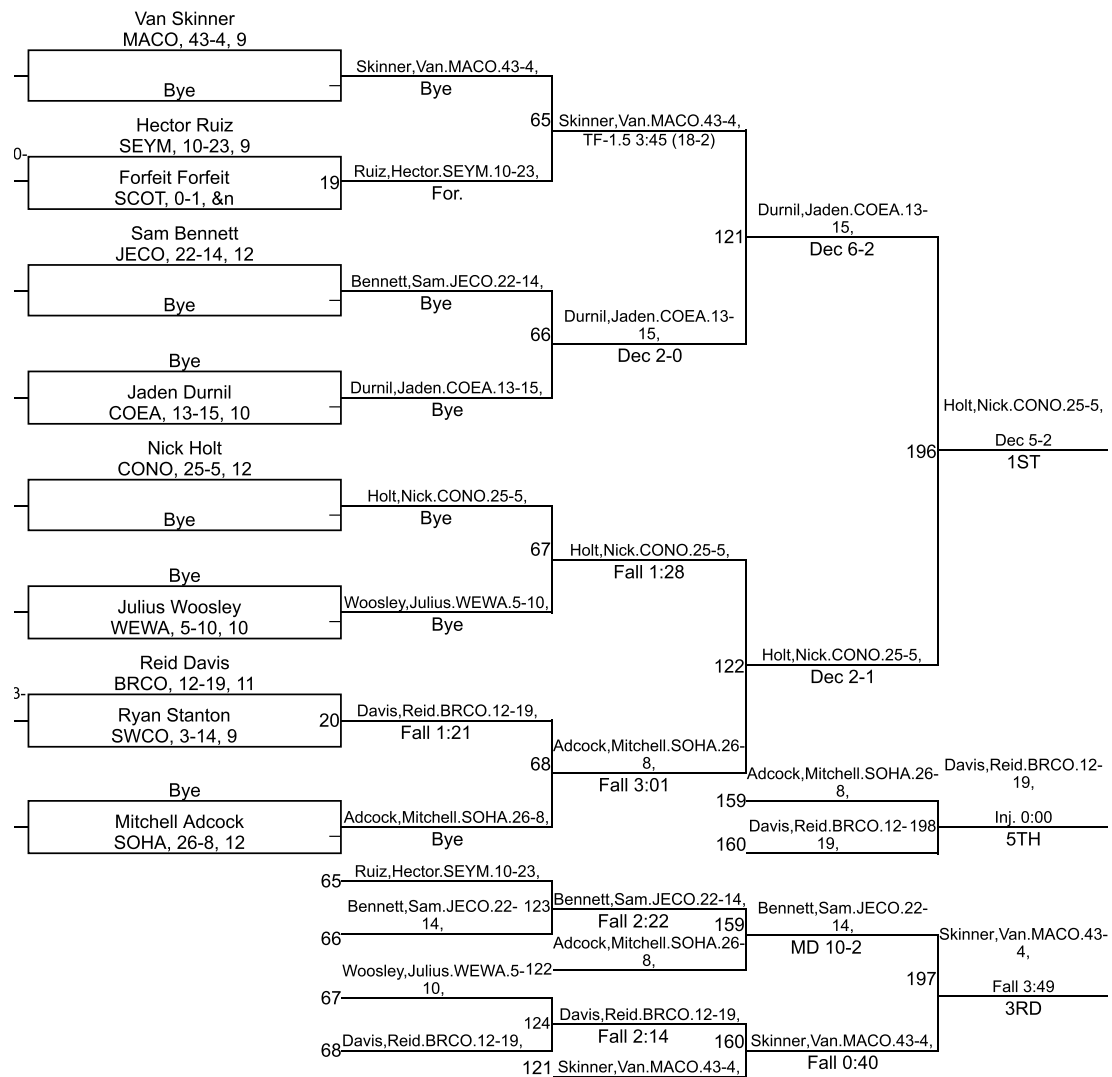 Van Skinner
MACO, 43-4, 9
Bye
Skinner,Van.MACO.43-4,
Bye
65
Skinner,Van.MACO.43-4,
TF-1.5 3:45 (18-2)
Hector Ruiz
SEYM, 10-23, 9
0-
Forfeit Forfeit
SCOT, 0-1, &n
19
Ruiz,Hector.SEYM.10-23,
For.
121
Durnil,Jaden.COEA.13-
15,
Dec 6-2
Sam Bennett
JECO, 22-14, 12
Bye
Bennett,Sam.JECO.22-14,
Bye
66
Durnil,Jaden.COEA.13-
15,
Dec 2-0
Bye
Jaden Durnil
COEA, 13-15, 10
Durnil,Jaden.COEA.13-15,
Bye
196
Holt,Nick.CONO.25-5,
Dec 5-2
1ST
Nick Holt
CONO, 25-5, 12
Bye
Holt,Nick.CONO.25-5,
Bye
67
Holt,Nick.CONO.25-5,
Fall 1:28
Bye
Julius Woosley
WEWA, 5-10, 10
Woosley,Julius.WEWA.5-10,
Bye
122
Holt,Nick.CONO.25-5,
Dec 2-1
Reid Davis
BRCO, 12-19, 11
3-
Ryan Stanton
SWCO, 3-14, 9
20
Davis,Reid.BRCO.12-19,
Fall 1:21
68
Adcock,Mitchell.SOHA.26-
8,
Fall 3:01
Bye
Mitchell Adcock
SOHA, 26-8, 12
Adcock,Mitchell.SOHA.26-8,
Bye
159
Adcock,Mitchell.SOHA.26-
8,
160
Davis,Reid.BRCO.12-
19,
198
Davis,Reid.BRCO.12-
19,
Inj. 0:00
5TH
65
Ruiz,Hector.SEYM.10-23,
66
Bennett,Sam.JECO.22-
14,
123
Bennett,Sam.JECO.22-14,
Fall 2:22
122
Adcock,Mitchell.SOHA.26-
8,
159
Bennett,Sam.JECO.22-
14,
MD 10-2
67
Woosley,Julius.WEWA.5-
10,
68
Davis,Reid.BRCO.12-19,
124
Davis,Reid.BRCO.12-19,
Fall 2:14
121
Skinner,Van.MACO.43-4,
160
Skinner,Van.MACO.43-4,
Fall 0:40
197
Skinner,Van.MACO.43-
4,
Fall 3:49
3RD